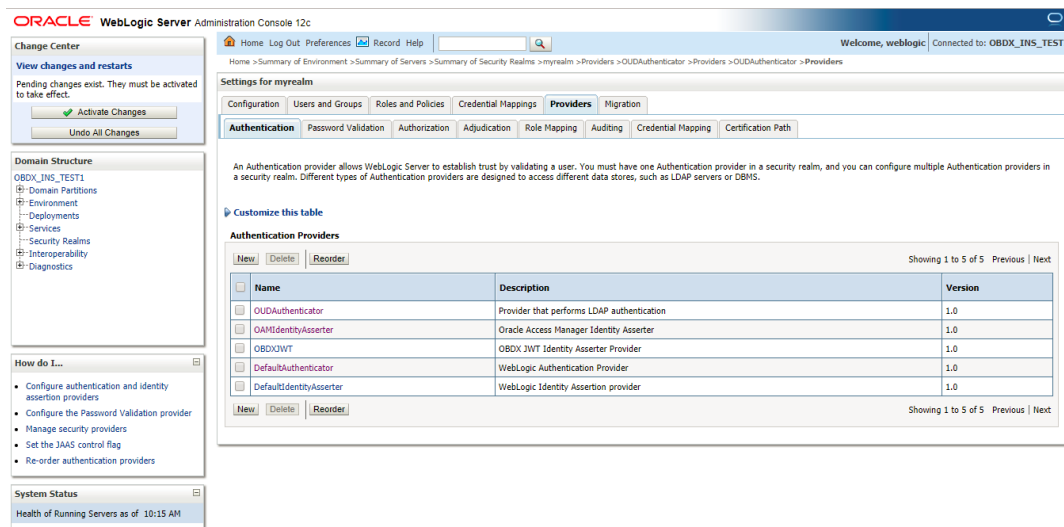 ORACLE WebLogic Server Administration Console 12c
Change Center
View changes and restarts
Pending changes exist. They must be activated
to take effect.
Activate Changes
Undo All Changes
Domain Structure
OBDX_INS_TEST1
Domain Partitions
Environment
Deployments
Services
Security Realms
Interoperability
Diagnostics
How do I...
Configure authentication and identity
assertion providers
Configure the Password Validation provider
Manage security providers
Set the JAAS control flag
Re-order authentication providers
System Status
Health of Running Servers as of 10:15 AM
Home Log Out Preferences Record Help
Welcome, weblogic Connected to: OBDX_INS_TEST
Home >Summary of Environment >Summary of Servers >Summary of Security Realms >myrealm >Providers >OUDAuthenticator >Providers >OUDAuthenticator >Providers
Settings for myrealm
Configuration Users and Groups Roles and Policies Credential Mappings Providers Migration
Authentication Password Validation Authorization Adjudication Role Mapping Auditing Credential Mapping Certification Path
An Authentication provider allows WebLogic Server to establish trust by validating a user. You must have one Authentication provider in a security realm, and you can configure multiple Authentication providers in
a security realm. Different types of Authentication providers are designed to access different data stores, such as LDAP servers or DBMS.
Customize this table
Authentication Providers
New Delete Reorder Showing 1 to 5 of 5 Previous | Next
Name Description Version
OUDAuthenticator Provider that performs LDAP authentication 1.0
OAMIdentityAsserter Oracle Access Manager Identity Asserter 1.0
OBDXJWT OBDX JWT Identity Asserter Provider 1.0
DefaultAuthenticator WebLogic Authentication Provider 1.0
DefaultIdentityAsserter WebLogic Identity Assertion provider 1.0
New Delete Reorder Showing 1 to 5 of 5 Previous | Next